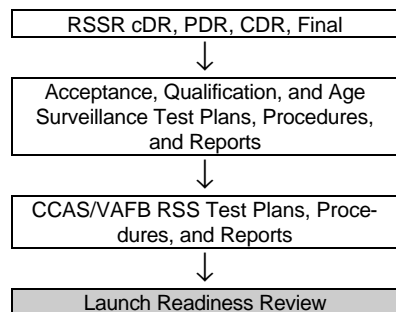 RSSR cDR, PDR, CDR, Final
Acceptance, Qualification, and Age
Surveillance Test Plans, Procedures,
and Reports
CCAS/VAFB RSS Test Plans, Proce-
dures, and Reports
Launch Readiness Review